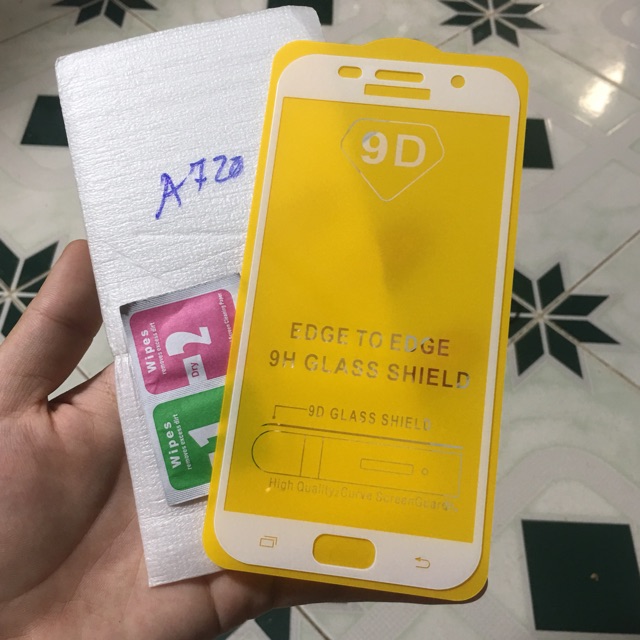 A720
9D
EDGE TO EDGE
9H GLASS SHIELD
9D GLASS SHIELD
High Quality, Curve ScreenGuard
Wipes
DRY
2
Wipes
1